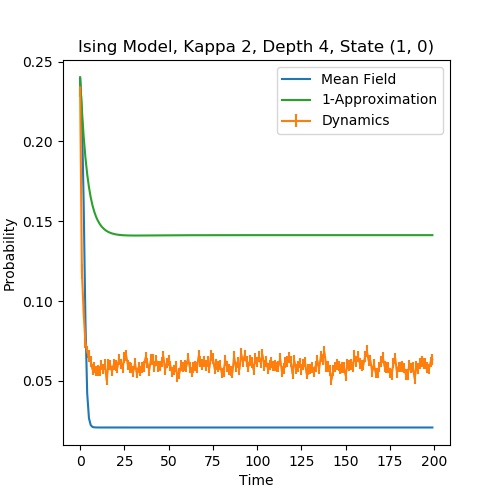 Ising Model, Kappa 2, Depth 4, State (1, 0)
Mean Field
1-Approximation
Dynamics
Probability
0.25
0.20
0.15
0.10
0.05
0 25 50 75 100 125 150 175 200
Time